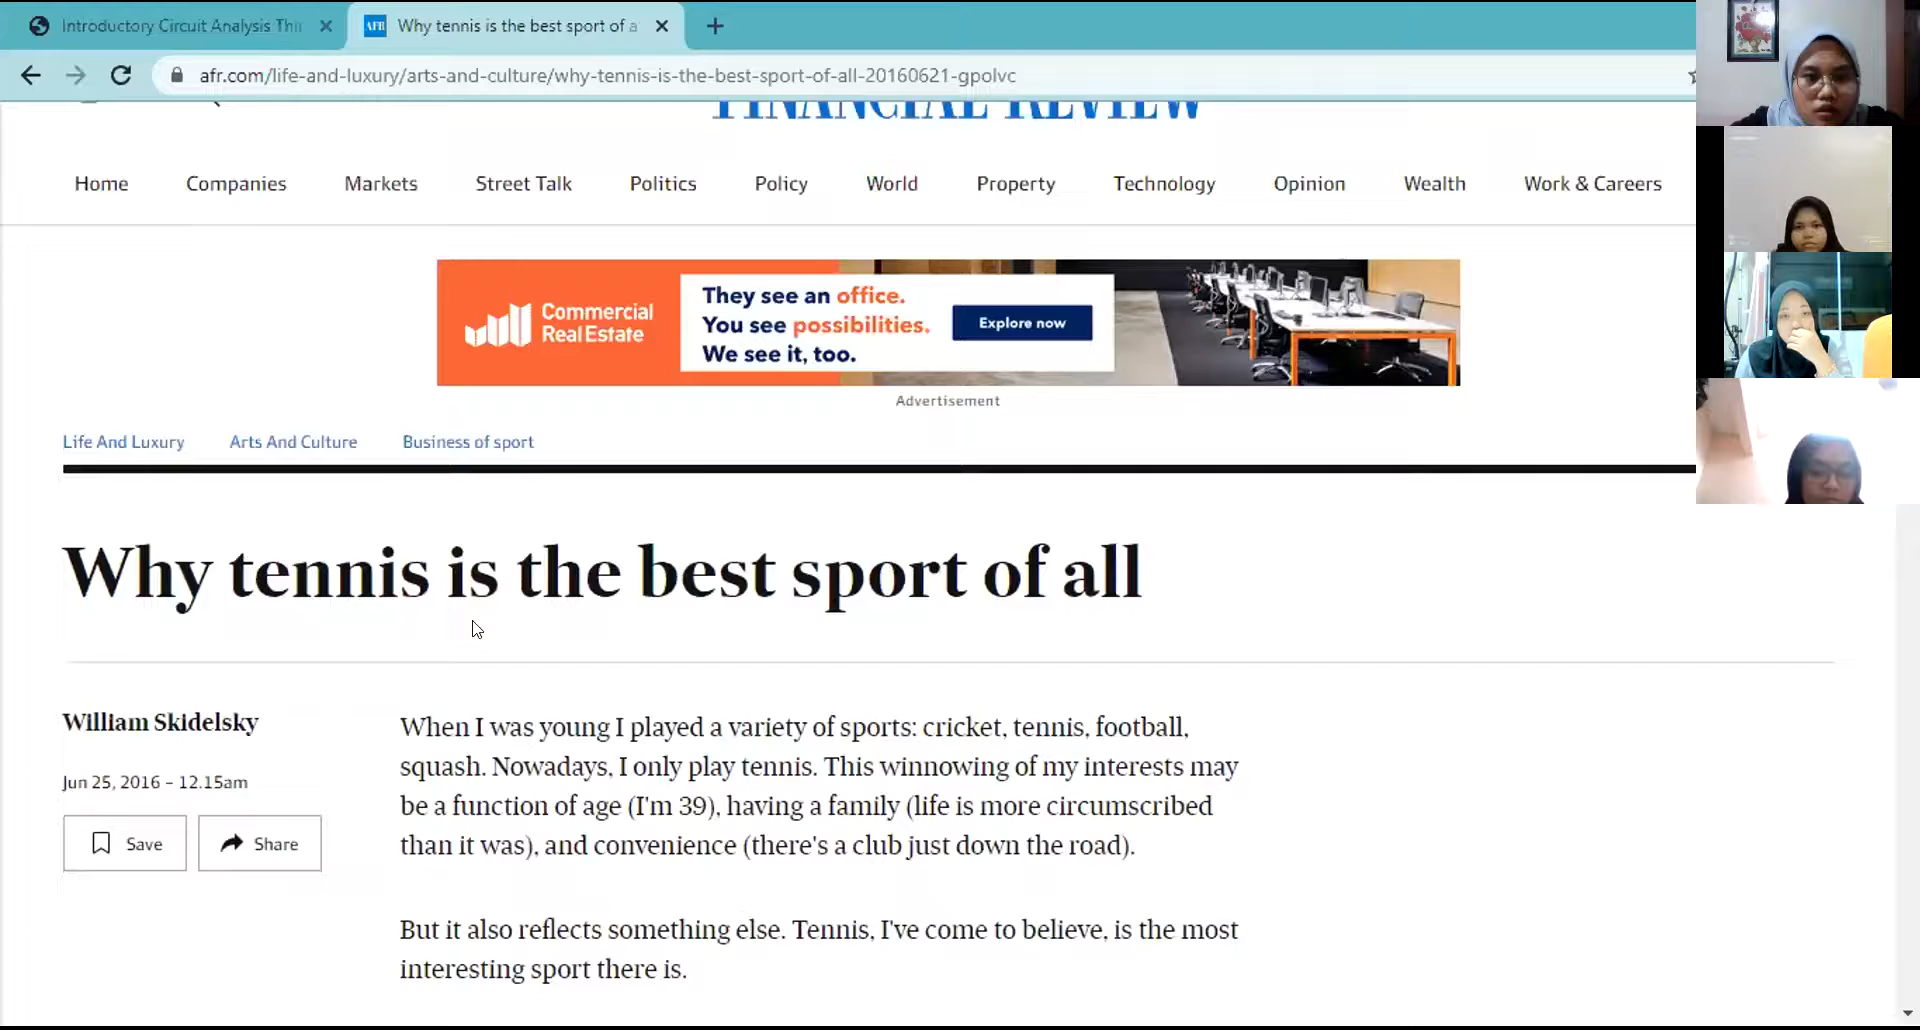 Introductory Circuit Analysis Thi
Why tennis is the best sport of a
afr.com/life-and-luxury/arts-and-culture/why-tennis-is-the-best-sport-of-all-20160621-gpolvc
FINANCIAL REVIEW
Home Companies Markets Street Talk Politics Policy World Property Technology Opinion Wealth Work & Careers
Commercial
Real Estate
They see an office.
You see possibilities.
We see it, too.
Explore now
Advertisement
Life And Luxury Arts And Culture Business of sport
Why tennis is the best sport of all
William Skidelsky
Jun 25, 2016 – 12.15am
Save Share
When I was young I played a variety of sports: cricket, tennis, football,
squash. Nowadays, I only play tennis. This winnowing of my interests may
be a function of age (I'm 39), having a family (life is more circumscribed
than it was), and convenience (there's a club just down the road).
But it also reflects something else. Tennis, I've come to believe, is the most
interesting sport there is.